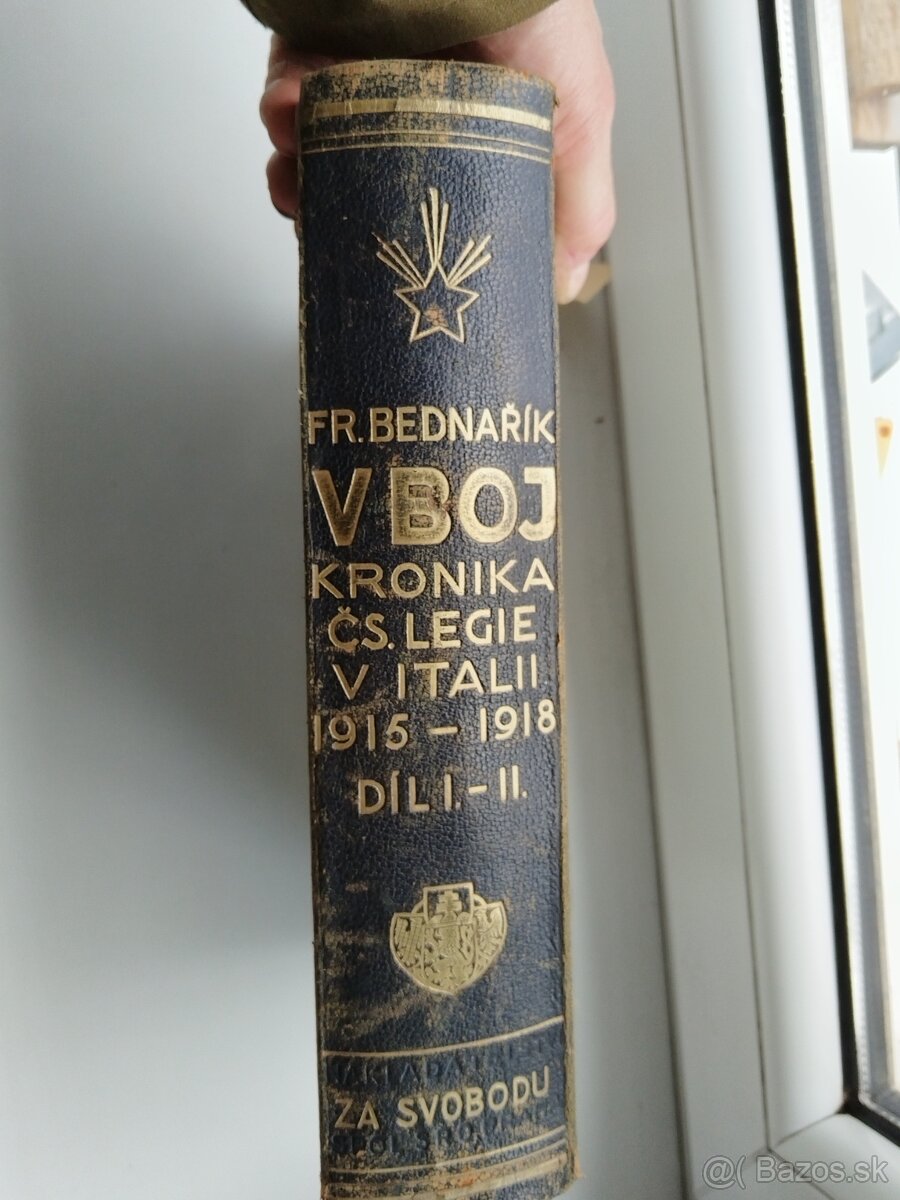 FR. BEDNAŘÍK
V BOJ
KRONIKA
ČS. LEGIE
V ITALII
1915 – 1918
DÍL I. – II.
ZA SVOBODU
@( Bazos.sk